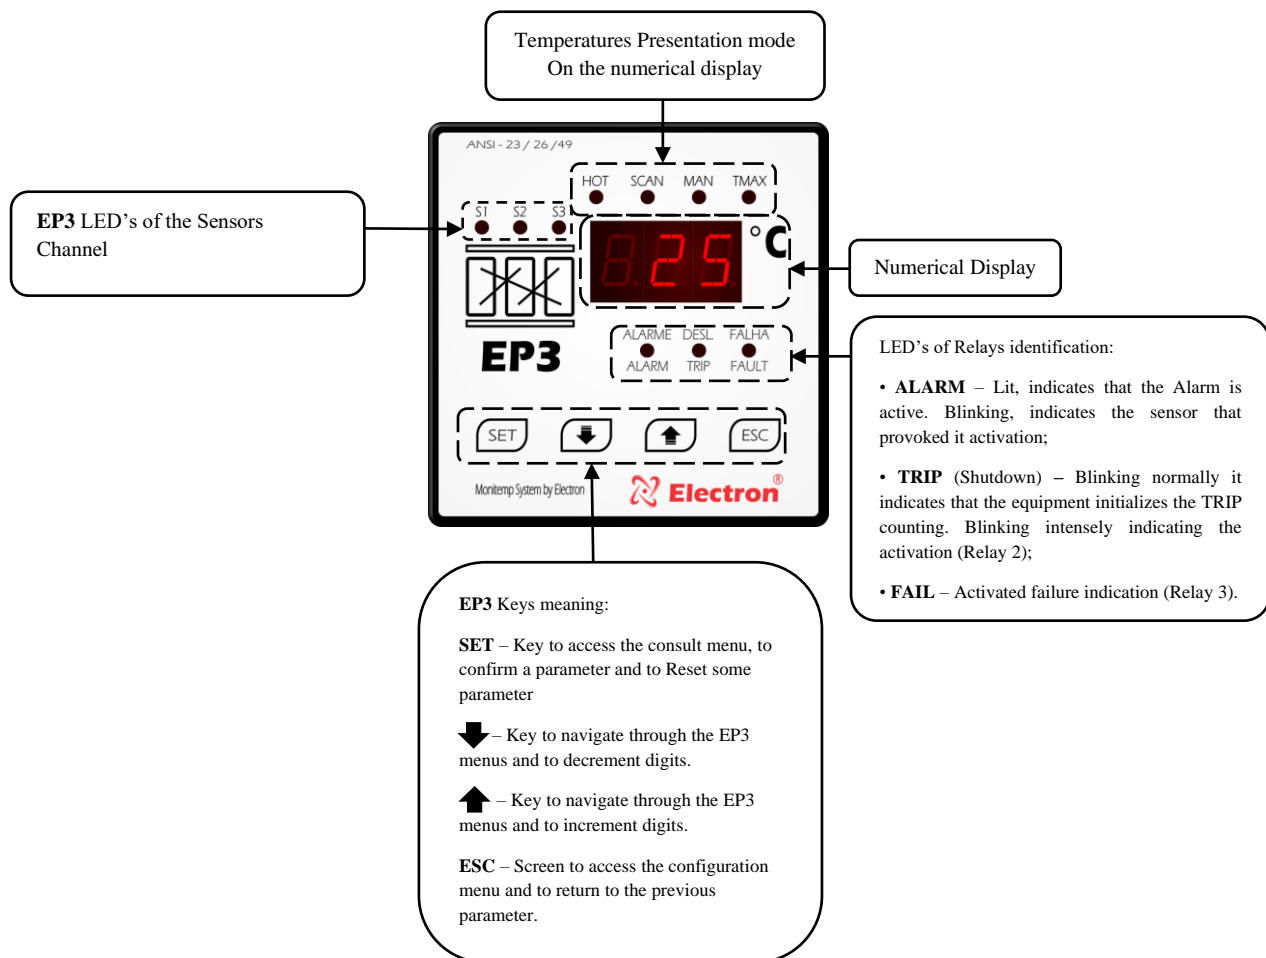 Temperatures Presentation mode
On the numerical display
ANSI - 23 / 26 /49
HOT SCAN MAN TMAX
S1 S2 S3
25 °C
EP3 LED's of the Sensors
Channel
Numerical Display
ALARME DESL. FALHA
ALARM TRIP FAULT
EP3
SET ESC
Monitemp System by Electron
Electron®
LED's of Relays identification:
• ALARM – Lit, indicates that the Alarm is
active. Blinking, indicates the sensor that
provoked it activation;
• TRIP (Shutdown) – Blinking normally it
indicates that the equipment initializes the TRIP
counting. Blinking intensely indicating the
activation (Relay 2);
• FAIL – Activated failure indication (Relay 3).
EP3 Keys meaning:
SET – Key to access the consult menu, to
confirm a parameter and to Reset some
parameter
– Key to navigate through the EP3
menus and to decrement digits.
– Key to navigate through the EP3
menus and to increment digits.
ESC – Screen to access the configuration
menu and to return to the previous
parameter.